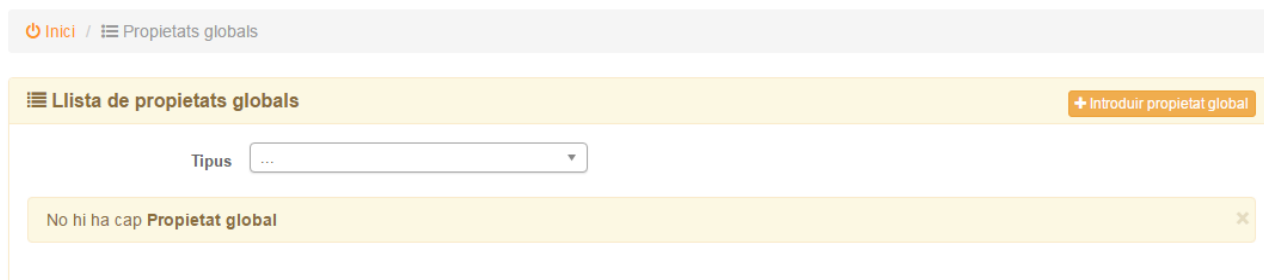 Inici / Propietats globals
Llista de propietats globals
Introduir propietat global
Tipus ...
No hi ha cap Propietat global